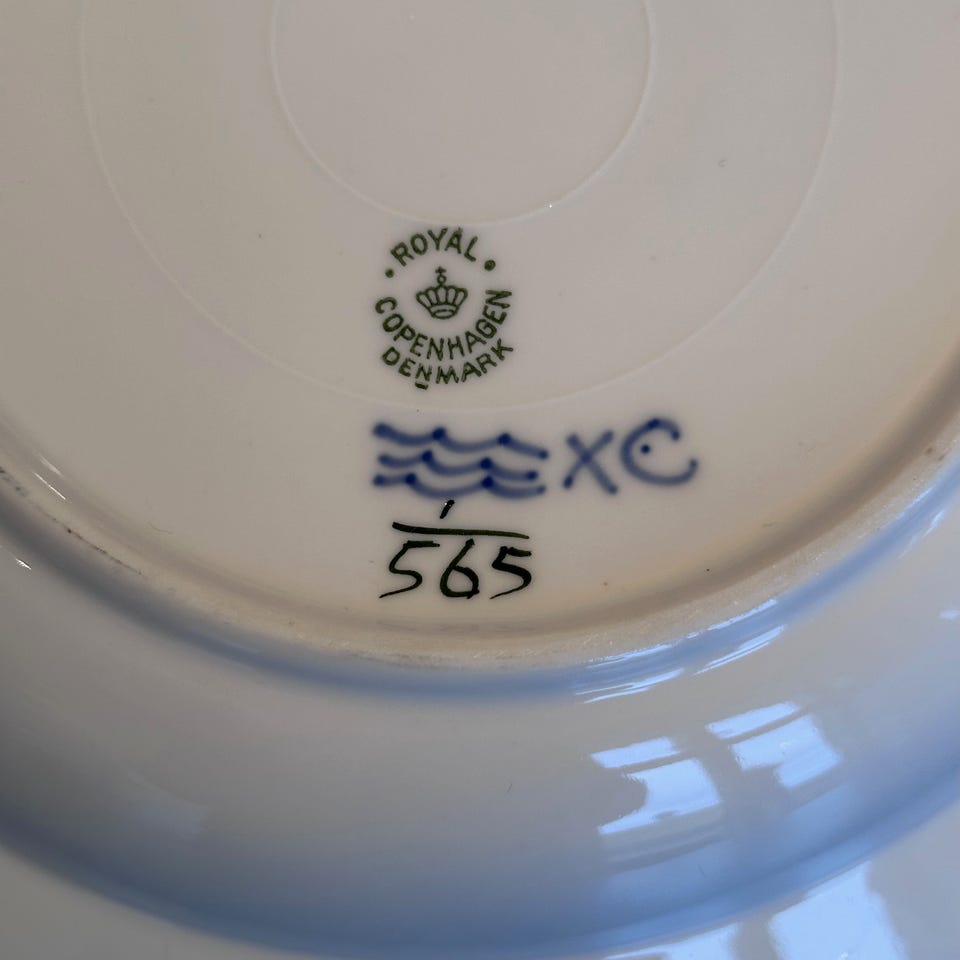 • ROYAL •
COPENHAGEN
DENMARK
XC
1
565